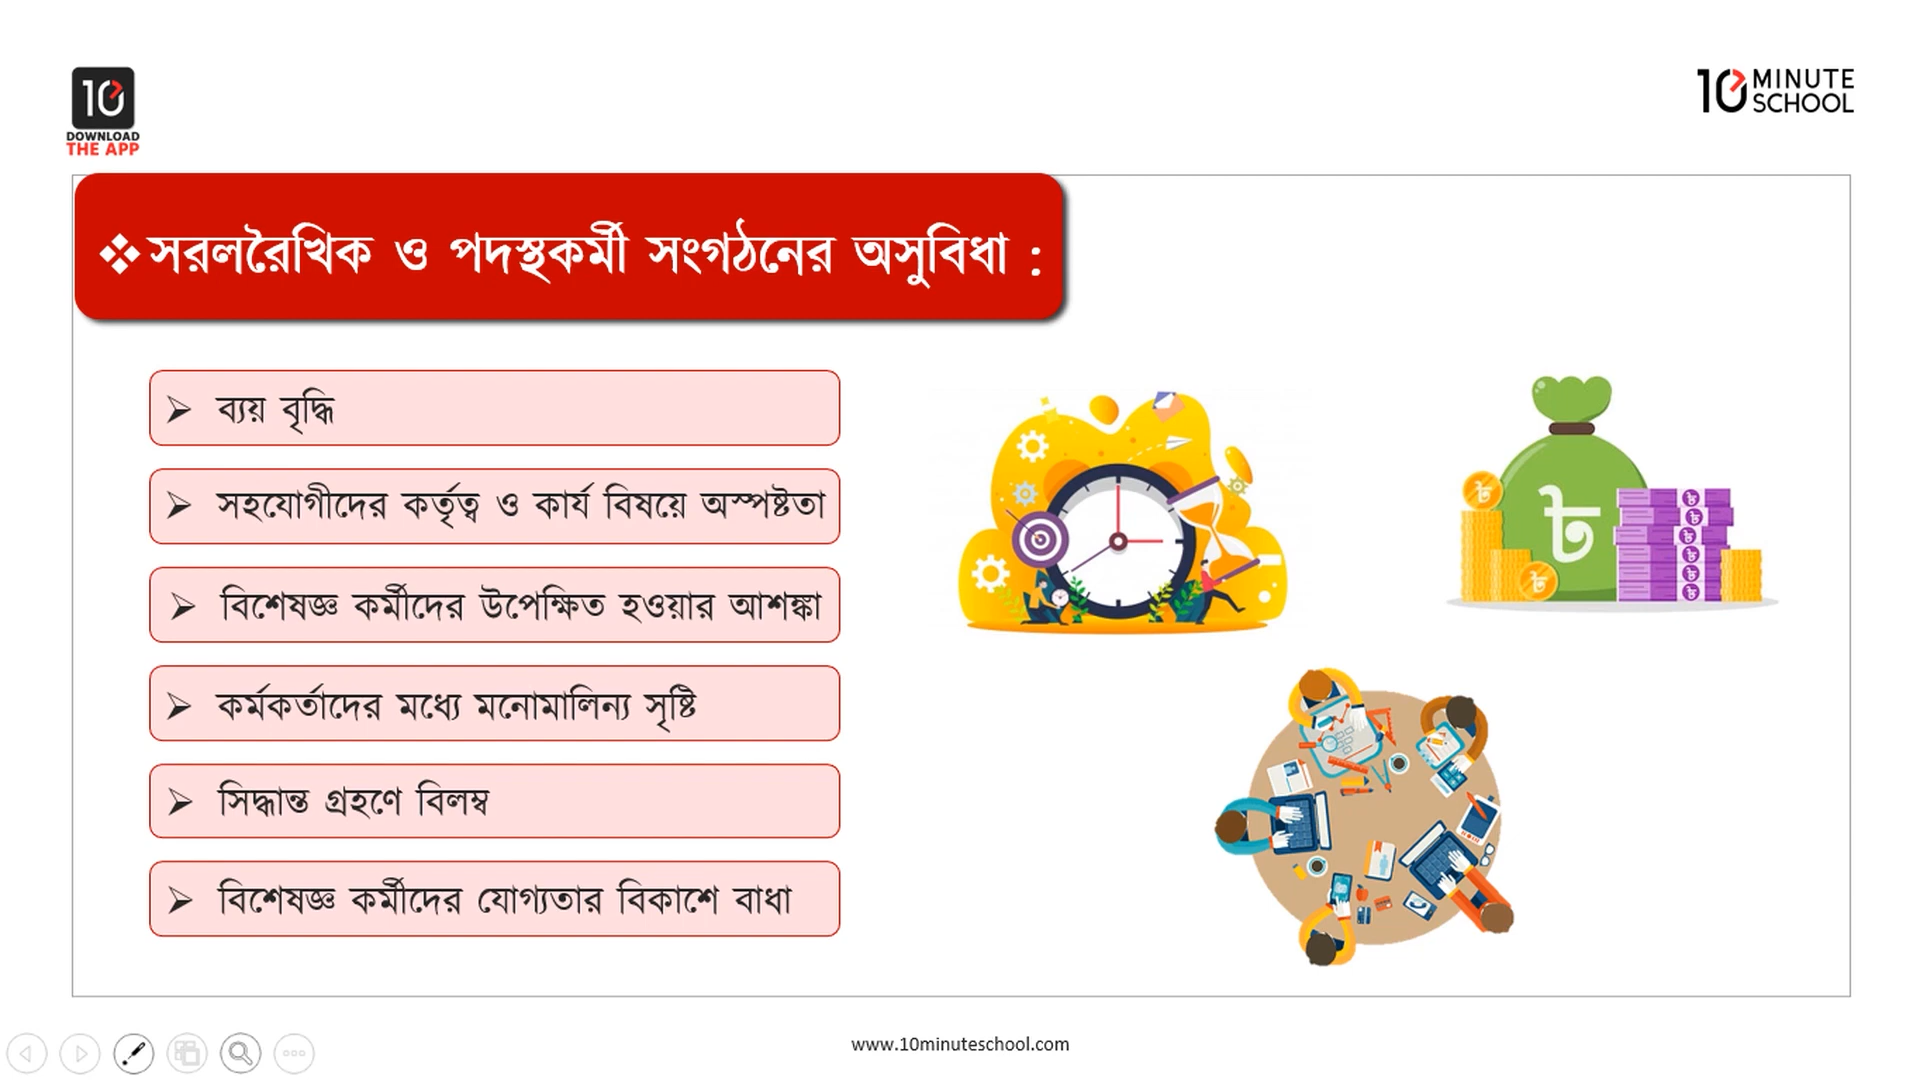 10
DOWNLOAD
THE APP
10 MINUTE
SCHOOL
❖ সরলরৈখিক ও পদস্থকর্মী সংগঠনের অসুবিধা :
➢ ব্যয় বৃদ্ধি
➢ সহযোগীদের কর্তৃত্ব ও কার্য বিষয়ে অস্পষ্টতা
➢ বিশেষজ্ঞ কর্মীদের উপেক্ষিত হওয়ার আশঙ্কা
➢ কর্মকর্তাদের মধ্যে মনোমালিন্য সৃষ্টি
➢ সিদ্ধান্ত গ্রহণে বিলম্ব
➢ বিশেষজ্ঞ কর্মীদের যোগ্যতার বিকাশে বাধা
৳
www.10minuteschool.com